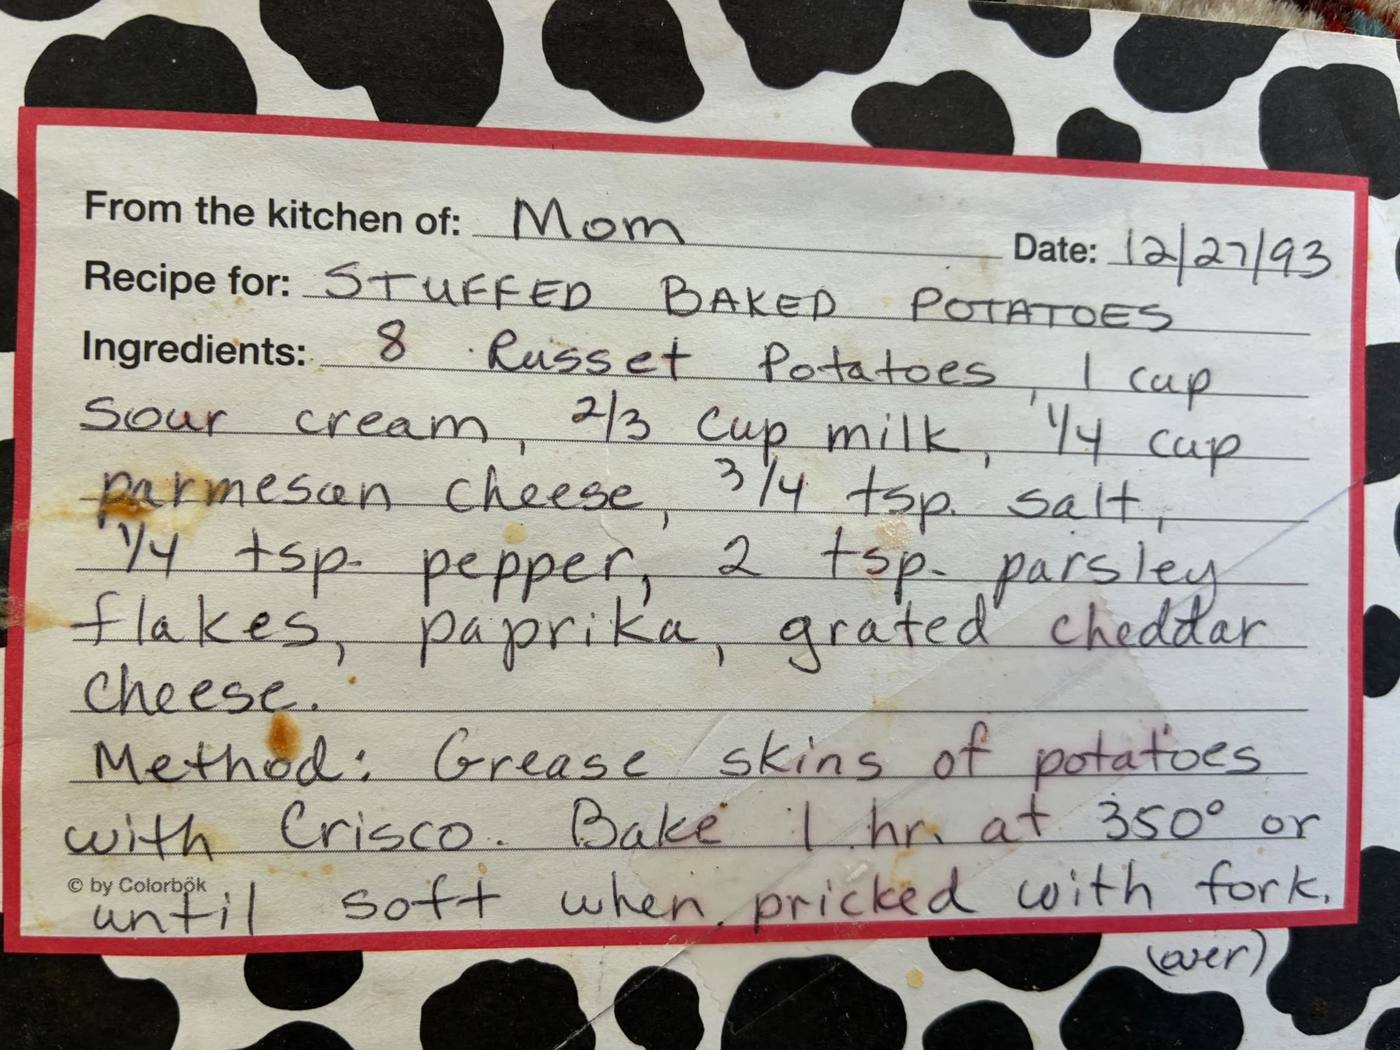 From the kitchen of: Mom Date: 12/27/93
Recipe for: STUFFED BAKED POTATOES
Ingredients: 8 Russet Potatoes, 1 cup
sour cream, 2/3 cup milk, 1/4 cup
parmesan cheese, 3/4 tsp. salt,
1/4 tsp. pepper, 2 tsp. parsley
flakes, paprika, grated cheddar
cheese.
Method: Grease skins of potatoes
with Crisco. Bake 1 hr. at 350° or
© by Colorbök
until soft when pricked with fork.
(over)